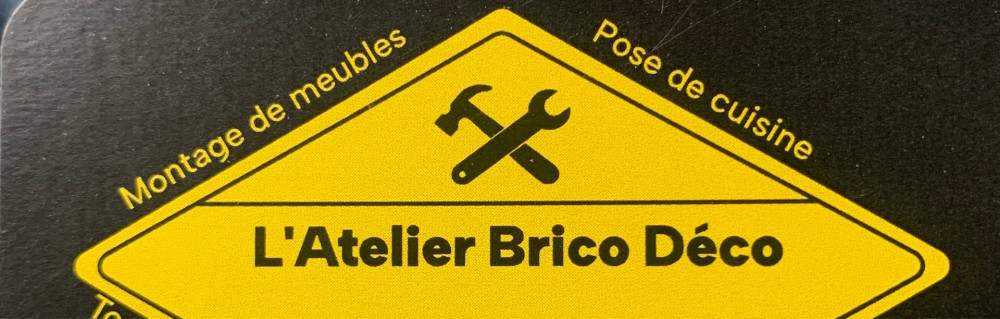 Montage de meubles
Pose de cuisine
L'Atelier Brico Déco